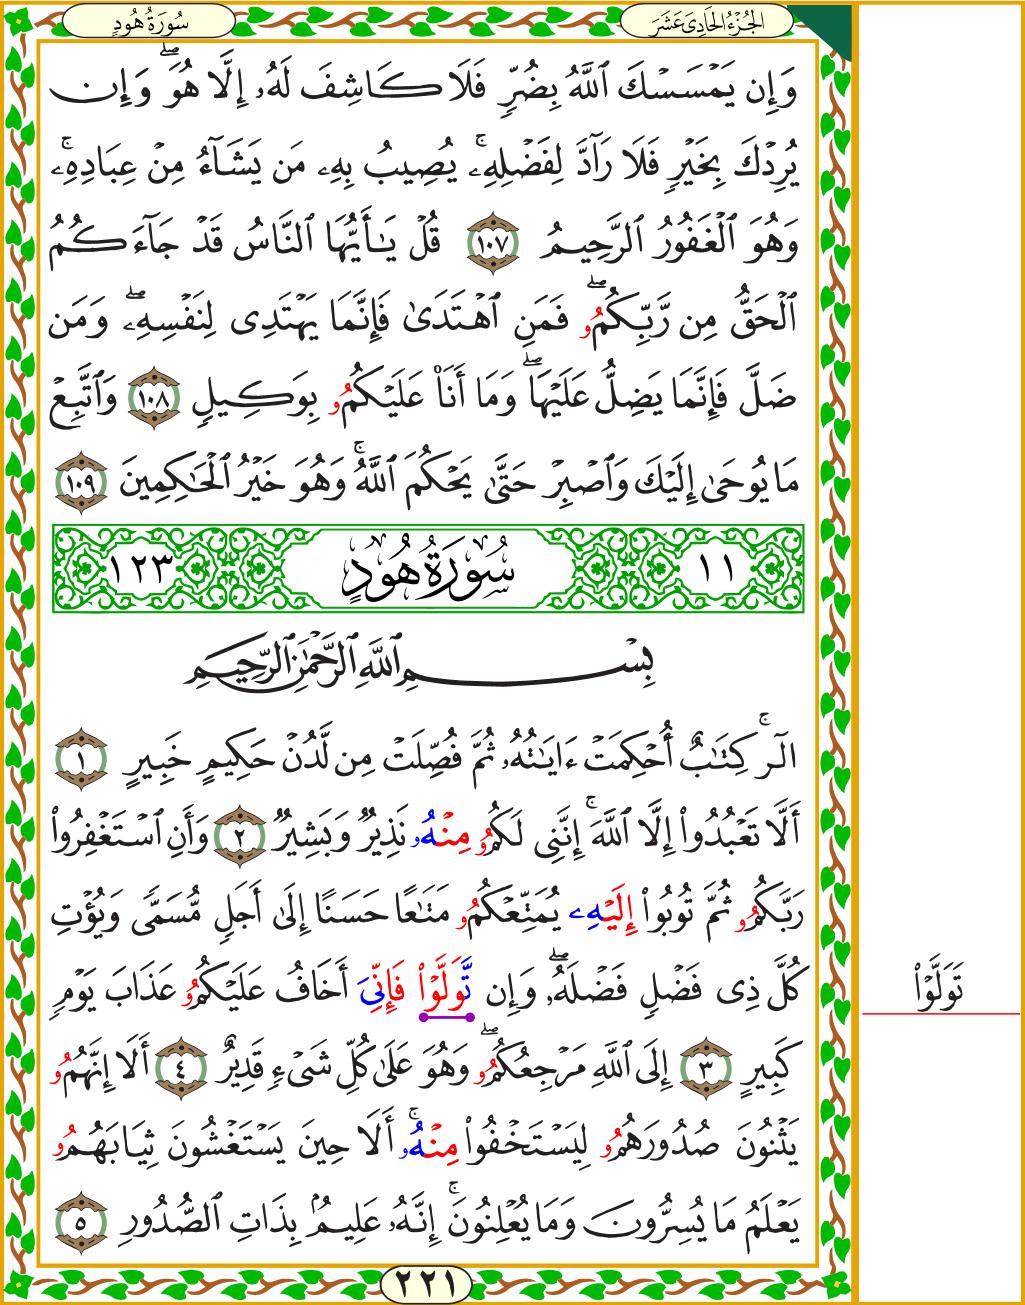 الجُزْءُ الحَادِىَ عَشَرَ
سُورَةُ هُودٍ
وَإِن يَمْسَسْكَ ٱللَّهُ بِضُرٍّ فَلَا كَاشِفَ لَهُۥٓ إِلَّا هُوَۖ وَإِن
يُرِدْكَ بِخَيْرٍ فَلَا رَآدَّ لِفَضْلِهِۦۚ يُصِيبُ بِهِۦ مَن يَشَآءُ مِنْ عِبَادِهِۦۚ
وَهُوَ ٱلْغَفُورُ ٱلرَّحِيمُ ١٠٧ قُلْ يَٰٓأَيُّهَا ٱلنَّاسُ قَدْ جَآءَكُمُ
ٱلْحَقُّ مِن رَّبِّكُمُۥۖ فَمَنِ ٱهْتَدَىٰ فَإِنَّمَا يَهْتَدِى لِنَفْسِهِۦۖ وَمَن
ضَلَّ فَإِنَّمَا يَضِلُّ عَلَيْهَاۖ وَمَآ أَنَا۠ عَلَيْكُمُۥ بِوَكِيلٍ ١٠٨ وَٱتَّبِعْ
مَا يُوحَىٰٓ إِلَيْكَ وَٱصْبِرْ حَتَّىٰ يَحْكُمَ ٱللَّهُۚ وَهُوَ خَيْرُ ٱلْحَٰكِمِينَ ١٠٩
١١ سُورَةُ هُودٍ ١٢٣
بِسْمِ ٱللَّهِ ٱلرَّحْمَٰنِ ٱلرَّحِيمِ
الٓرۚ كِتَٰبٌ أُحْكِمَتْ ءَايَٰتُهُۥ ثُمَّ فُصِّلَتْ مِن لَّدُنْ حَكِيمٍ خَبِيرٍ ١
أَلَّا تَعْبُدُوٓا۟ إِلَّا ٱللَّهَۚ إِنَّنِى لَكُمُۥ مِنْهُۥ نَذِيرٌ وَبَشِيرٌ ٢ وَأَنِ ٱسْتَغْفِرُوا۟
رَبَّكُمُۥ ثُمَّ تُوبُوٓا۟ إِلَيْهِۦ يُمَتِّعْكُمُۥ مَتَٰعًا حَسَنًا إِلَىٰٓ أَجَلٍ مُّسَمًّى وَيُؤْتِ
كُلَّ ذِى فَضْلٍ فَضْلَهُۥۖ وَإِن تَّوَلَّوْا۟ فَإِنِّىَ أَخَافُ عَلَيْكُمُۥ عَذَابَ يَوْمٍ
تَوَلَّوْا۟
كَبِيرٍ ٣ إِلَى ٱللَّهِ مَرْجِعُكُمُۥۖ وَهُوَ عَلَىٰ كُلِّ شَىْءٍ قَدِيرٌ ٤ أَلَآ إِنَّهُمُۥ
يَثْنُونَ صُدُورَهُمُۥ لِيَسْتَخْفُوا۟ مِنْهُۥۚ أَلَا حِينَ يَسْتَغْشُونَ ثِيَابَهُمُۥ
يَعْلَمُ مَا يُسِرُّونَ وَمَا يُعْلِنُونَۚ إِنَّهُۥ عَلِيمٌۢ بِذَاتِ ٱلصُّدُورِ ٥
٢٢١